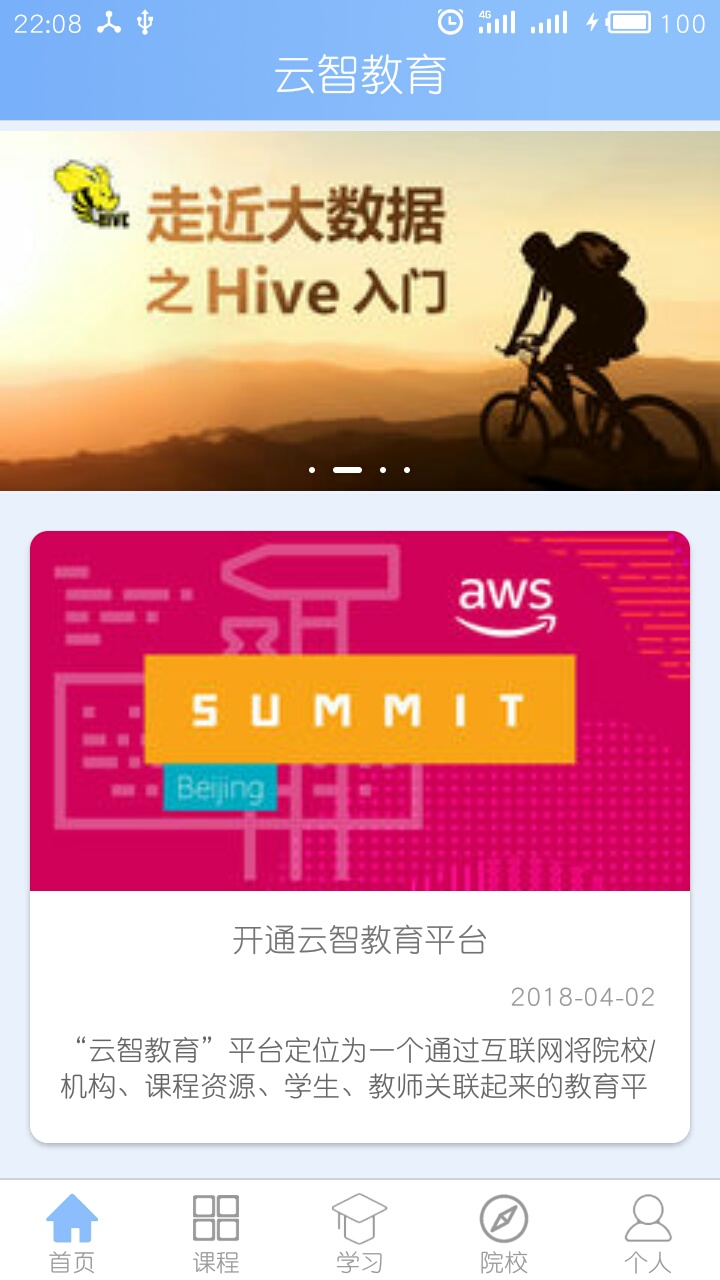 22:08
4G
100
云智教育
HIVE
走近大数据
之 Hive 入门
aws
SUMMIT
Beijing
开通云智教育平台
2018-04-02
“云智教育”平台定位为一个通过互联网将院校/
机构、课程资源、学生、教师关联起来的教育平
首页
课程
学习
院校
个人